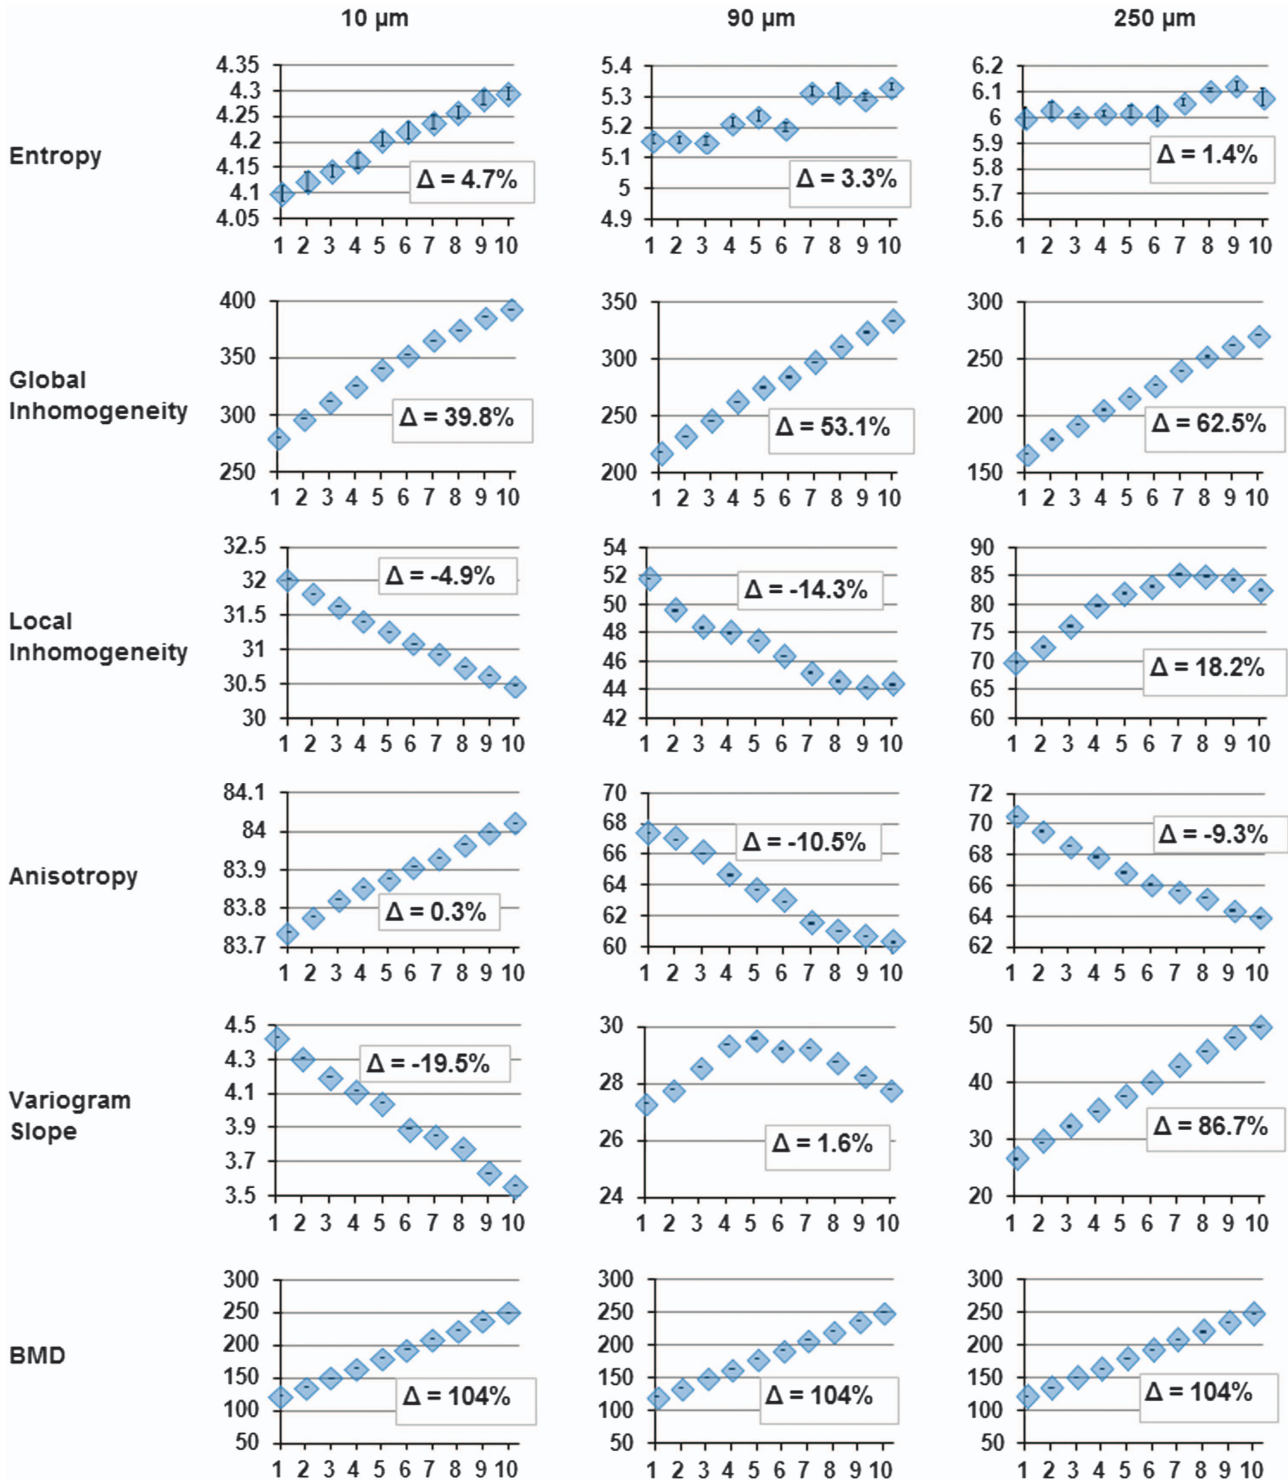 10 µm 90 µm 250 µm
Entropy
4.35
4.3
4.25
4.2
4.15
4.1
4.05
Δ = 4.7%
1 2 3 4 5 6 7 8 9 10
5.4
5.3
5.2
5.1
5
4.9
Δ = 3.3%
1 2 3 4 5 6 7 8 9 10
6.2
6.1
6
5.9
5.8
5.7
5.6
Δ = 1.4%
1 2 3 4 5 6 7 8 9 10
Global
Inhomogeneity
400
350
300
250
Δ = 39.8%
1 2 3 4 5 6 7 8 9 10
350
300
250
200
Δ = 53.1%
1 2 3 4 5 6 7 8 9 10
300
250
200
150
Δ = 62.5%
1 2 3 4 5 6 7 8 9 10
Local
Inhomogeneity
32.5
32
31.5
31
30.5
30
Δ = -4.9%
1 2 3 4 5 6 7 8 9 10
54
52
50
48
46
44
42
Δ = -14.3%
1 2 3 4 5 6 7 8 9 10
90
85
80
75
70
65
60
Δ = 18.2%
1 2 3 4 5 6 7 8 9 10
Anisotropy
84.1
84
83.9
83.8
83.7
Δ = 0.3%
1 2 3 4 5 6 7 8 9 10
70
68
66
64
62
60
Δ = -10.5%
1 2 3 4 5 6 7 8 9 10
72
70
68
66
64
62
Δ = -9.3%
1 2 3 4 5 6 7 8 9 10
Variogram
Slope
4.5
4.3
4.1
3.9
3.7
3.5
Δ = -19.5%
1 2 3 4 5 6 7 8 9 10
30
28
26
24
Δ = 1.6%
1 2 3 4 5 6 7 8 9 10
50
40
30
20
Δ = 86.7%
1 2 3 4 5 6 7 8 9 10
BMD
300
250
200
150
100
50
Δ = 104%
1 2 3 4 5 6 7 8 9 10
300
250
200
150
100
50
Δ = 104%
1 2 3 4 5 6 7 8 9 10
300
250
200
150
100
50
Δ = 104%
1 2 3 4 5 6 7 8 9 10